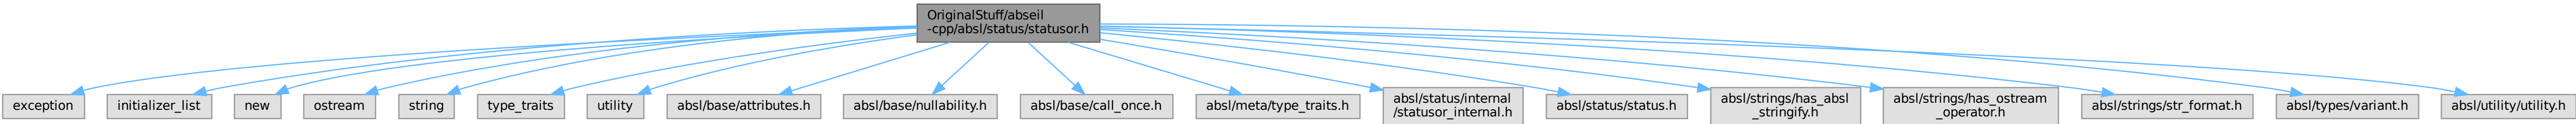 OriginalStuff/abseil
-cpp/absl/status/statusor.h
exception
initializer_list
new
ostream
string
type_traits
utility
absl/base/attributes.h
absl/base/nullability.h
absl/base/call_once.h
absl/meta/type_traits.h
absl/status/internal
/statusor_internal.h
absl/status/status.h
absl/strings/has_absl
_stringify.h
absl/strings/has_ostream
_operator.h
absl/strings/str_format.h
absl/types/variant.h
absl/utility/utility.h